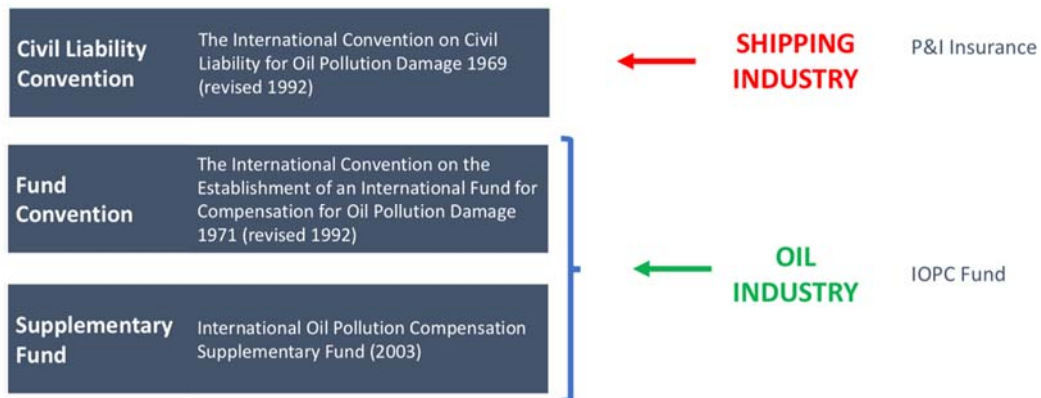 Civil Liability
Convention
The International Convention on Civil
Liability for Oil Pollution Damage 1969
(revised 1992)
SHIPPING
INDUSTRY
P&I Insurance
Fund
Convention
The International Convention on the
Establishment of an International Fund for
Compensation for Oil Pollution Damage
1971 (revised 1992)
Supplementary
Fund
International Oil Pollution Compensation
Supplementary Fund (2003)
OIL
INDUSTRY
IOPC Fund